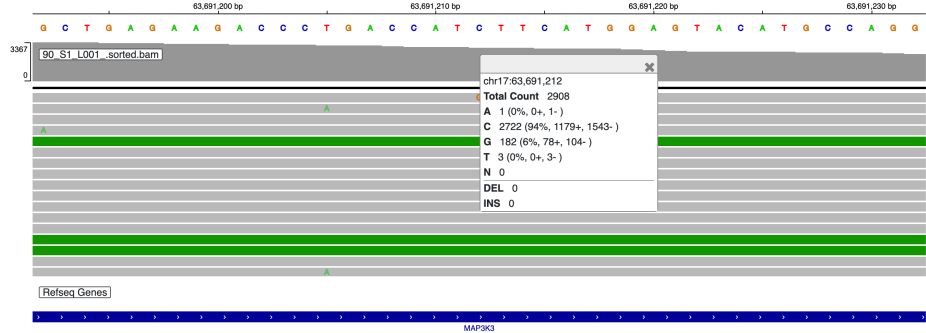 63,691,200 bp 63,691,210 bp 63,691,220 bp 63,691,230 bp
G C T G A G A A G A C C C T G A C C A T C T T C A T G G A G T A C A T G C C A G G
3367
90_S1_L001_.sorted.bam
0
chr17:63,691,212
Total Count 2908
A 1 (0%, 0+, 1- )
C 2722 (94%, 1179+, 1543- )
G 182 (6%, 78+, 104- )
T 3 (0%, 0+, 3- )
N 0
DEL 0
INS 0
A
A
A
Refseq Genes
MAP3K3